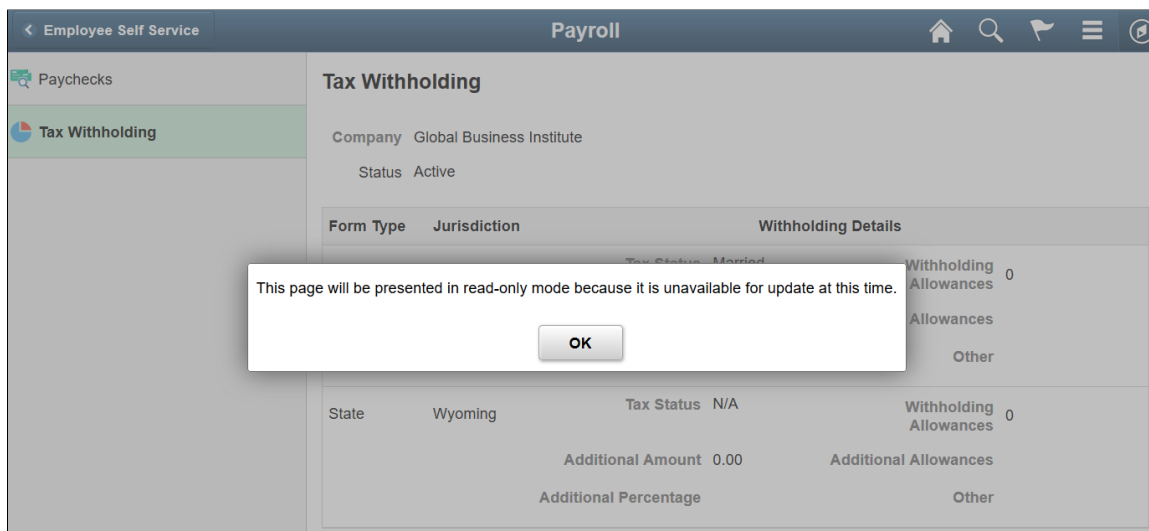 Employee Self Service
Payroll
Paychecks
Tax Withholding
Tax Withholding
Company Global Business Institute
Status Active
Form Type Jurisdiction Withholding Details
Tax Status Married
Withholding Allowances 0
This page will be presented in read-only mode because it is unavailable for update at this time.
OK
Allowances
Other
State Wyoming Tax Status N/A
Withholding Allowances 0
Additional Amount 0.00 Additional Allowances
Additional Percentage Other